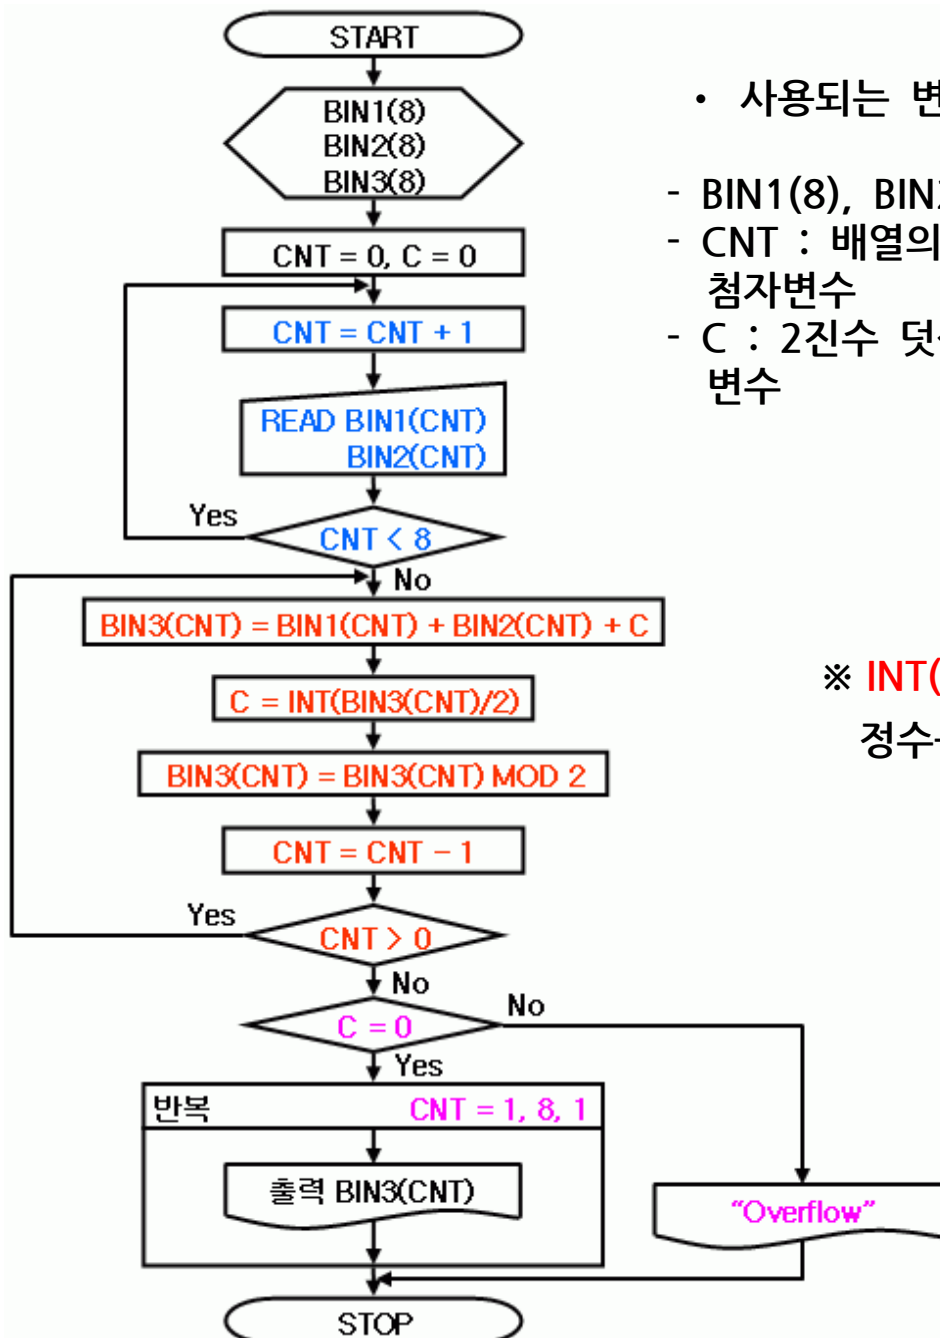 START
BIN1(8)
BIN2(8)
BIN3(8)
CNT = 0, C = 0
CNT = CNT + 1
READ BIN1(CNT)
BIN2(CNT)
Yes
CNT < 8
No
BIN3(CNT) = BIN1(CNT) + BIN2(CNT) + C
C = INT(BIN3(CNT)/2)
BIN3(CNT) = BIN3(CNT) MOD 2
CNT = CNT - 1
Yes
CNT > 0
No
C = 0
No
Yes
반복 CNT = 1, 8, 1
출력 BIN3(CNT)
"Overflow"
STOP
• 사용되는
- BIN1(8),
- CNT : 배열의
첨자변수
- C : 2진수
변수
※ INT(